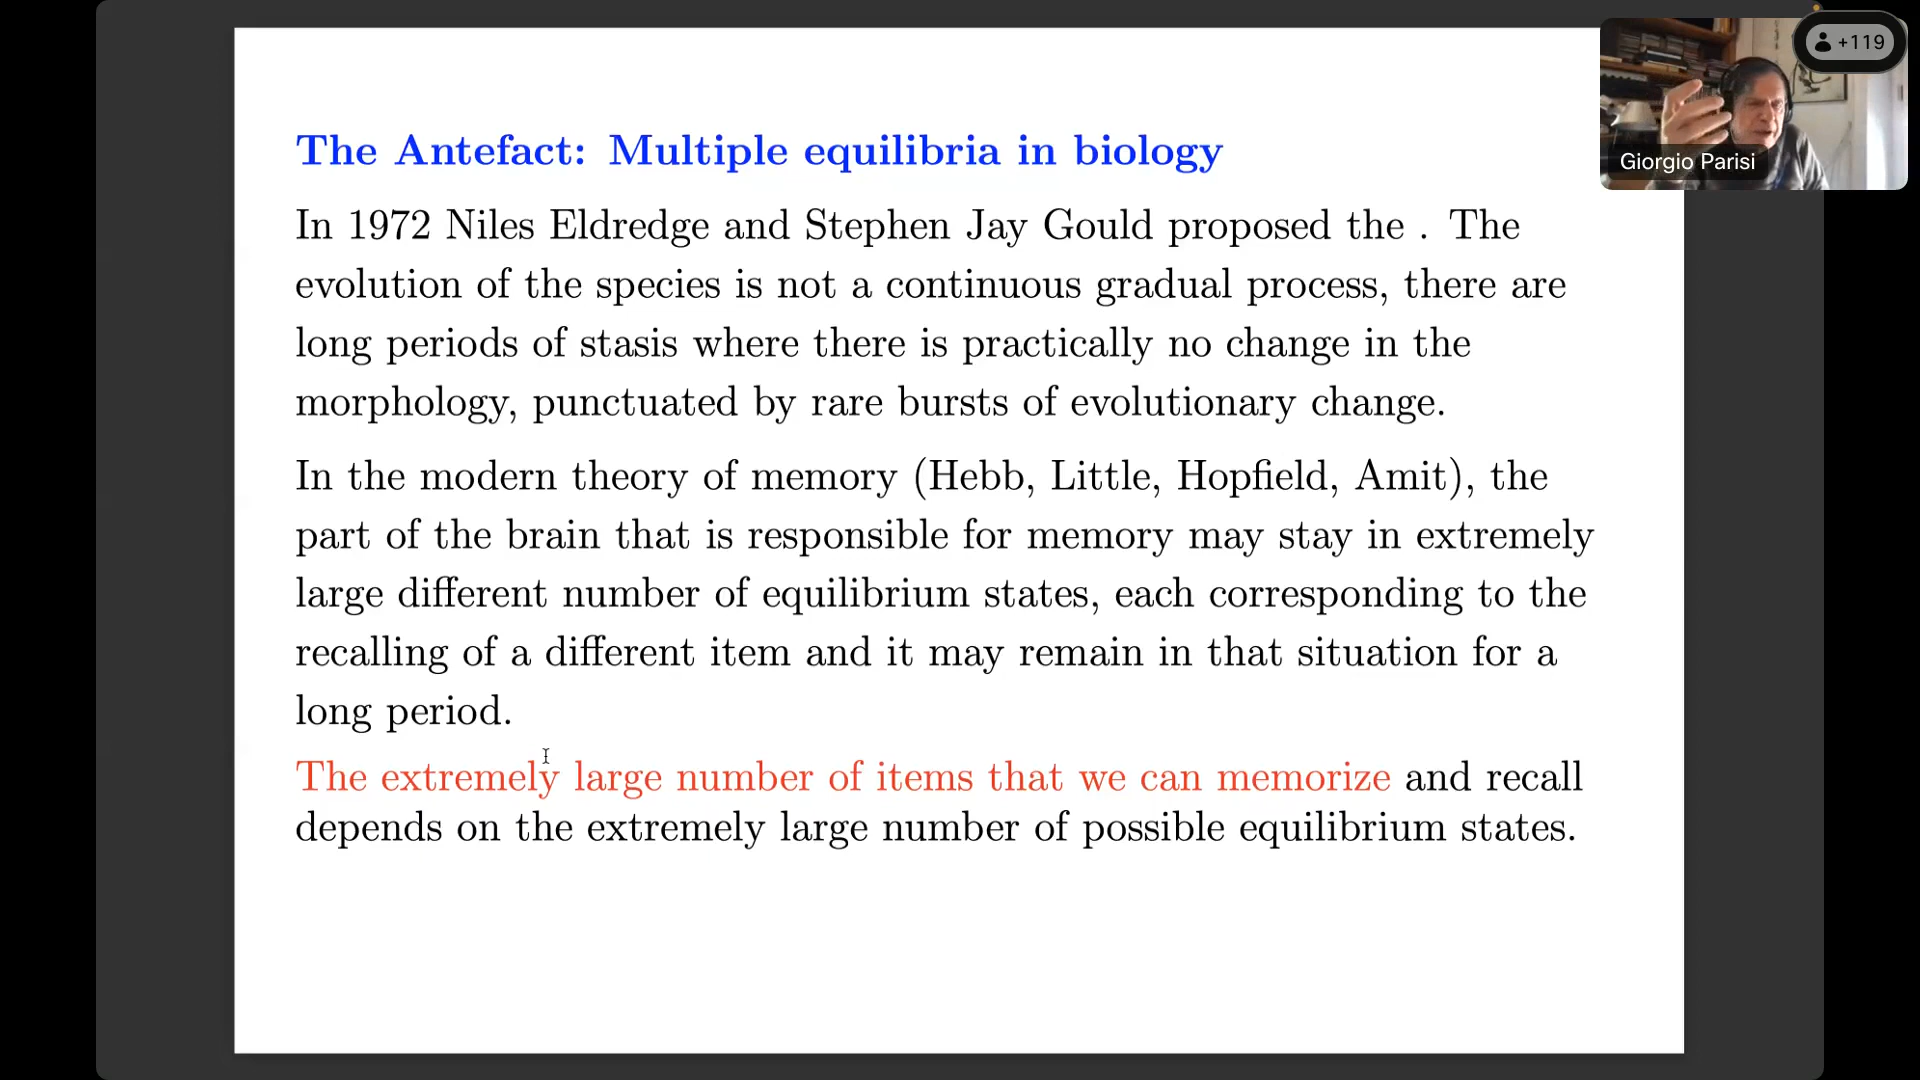 +119
Giorgio Parisi
The Antefact: Multiple equilibria in biology
In 1972 Niles Eldredge and Stephen Jay Gould proposed the . The
evolution of the species is not a continuous gradual process, there are
long periods of stasis where there is practically no change in the
morphology, punctuated by rare bursts of evolutionary change.
In the modern theory of memory (Hebb, Little, Hopfield, Amit), the
part of the brain that is responsible for memory may stay in extremely
large different number of equilibrium states, each corresponding to the
recalling of a different item and it may remain in that situation for a
long period.
The extremely large number of items that we can memorize and recall
depends on the extremely large number of possible equilibrium states.